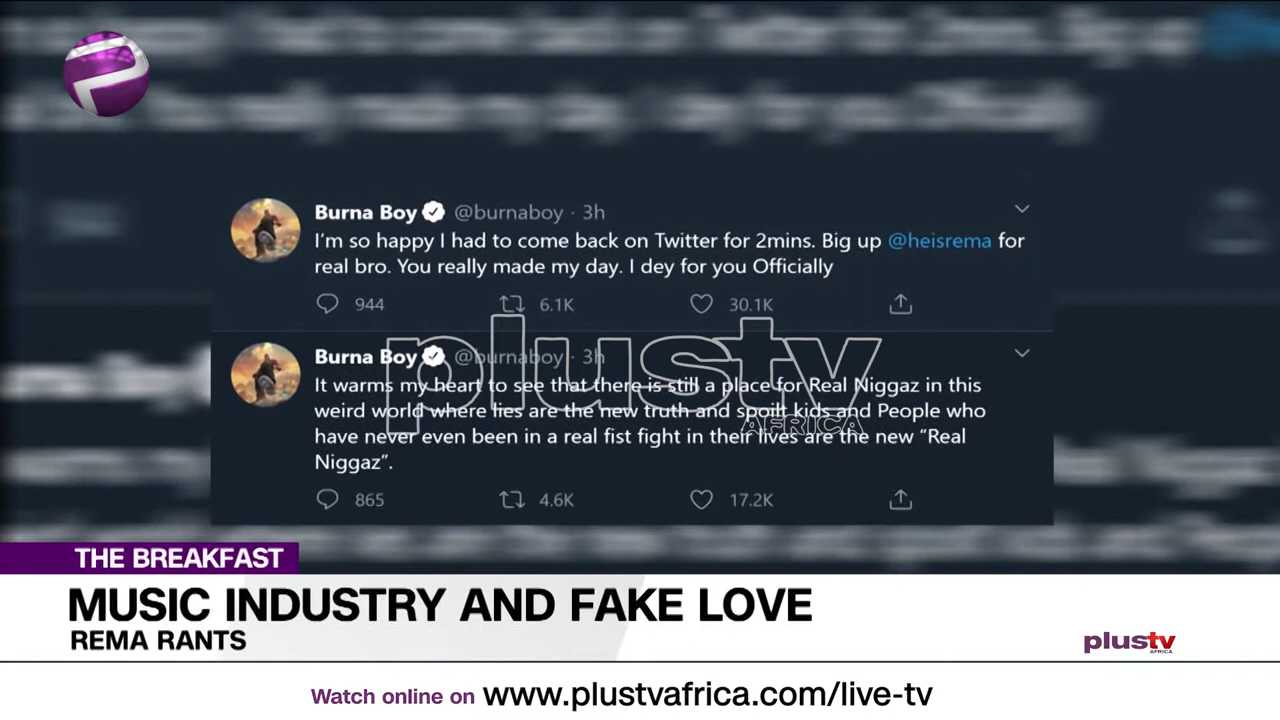 Burna Boy @burnaboy · 3h
I'm so happy I had to come back on Twitter for 2mins. Big up @heisrema for
real bro. You really made my day. I dey for you Officially
944 6.1K 30.1K
plustv
AFRICA
Burna Boy @burnaboy · 3h
It warms my heart to see that there is still a place for Real Niggaz in this
weird world where lies are the new truth and spoilt kids and People who
have never even been in a real fist fight in their lives are the new “Real
Niggaz”.
865 4.6K 17.2K
THE BREAKFAST
MUSIC INDUSTRY AND FAKE LOVE
REMA RANTS
plustv
AFRICA
Watch online on www.plustvafrica.com/live-tv